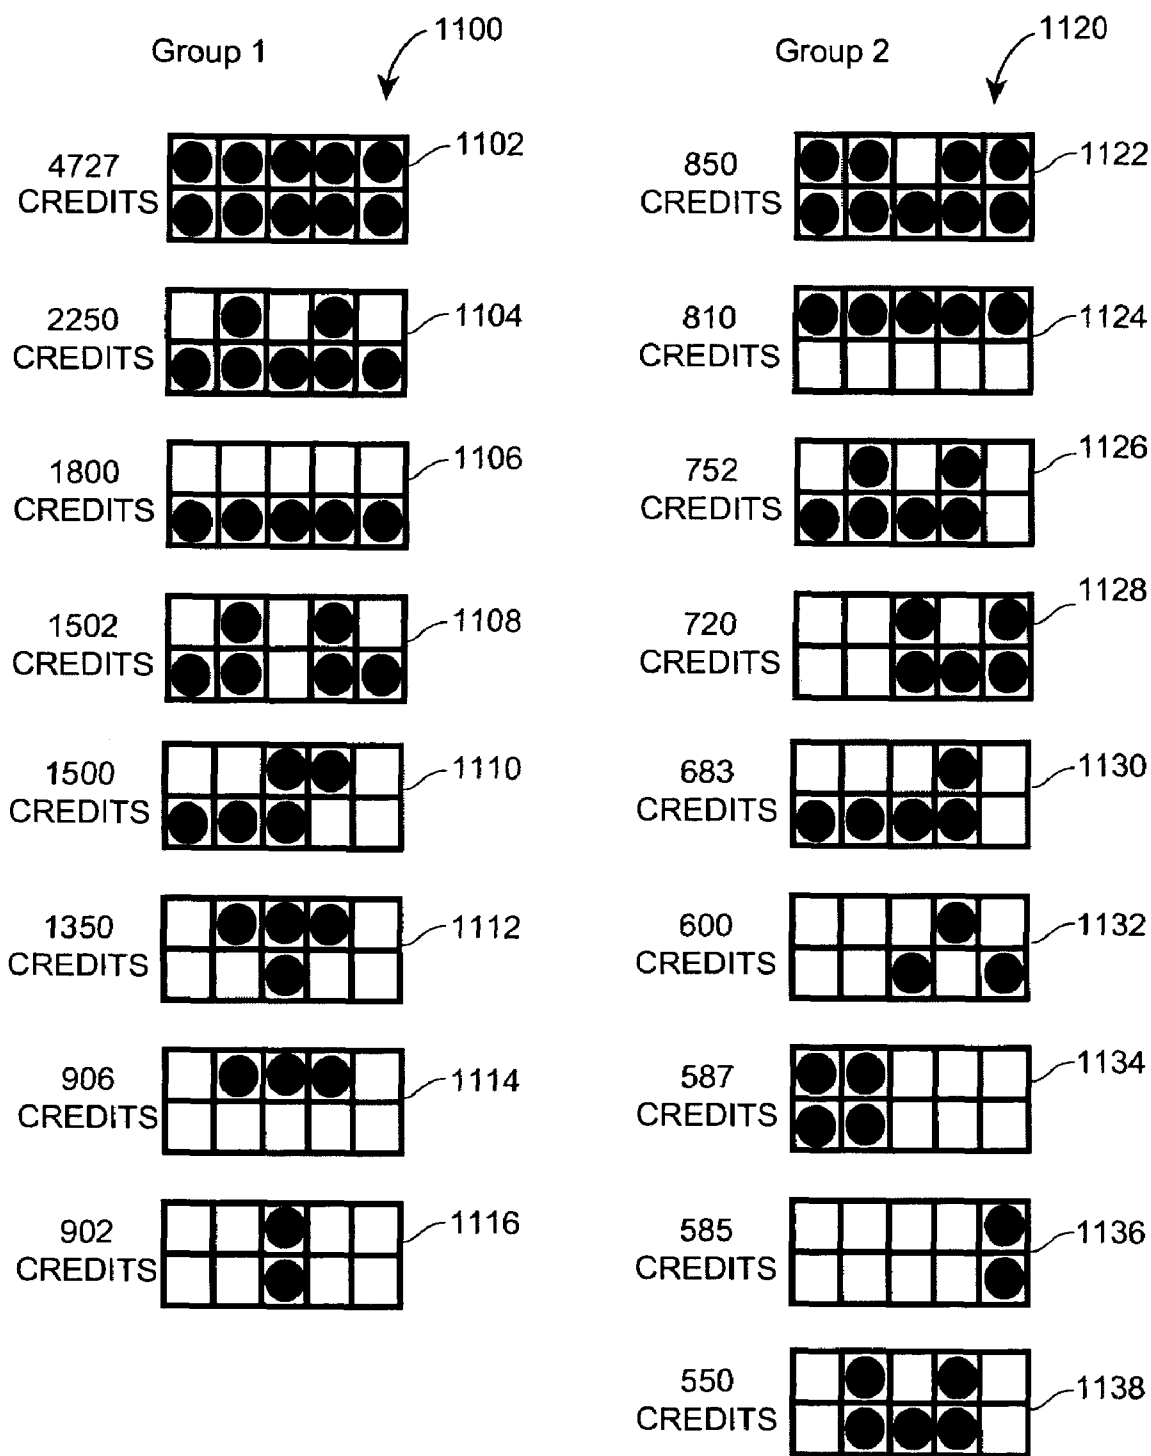 Group 1
1100
4727
CREDITS
1102
2250
CREDITS
1104
1800
CREDITS
1106
1502
CREDITS
1108
1500
CREDITS
1110
1350
CREDITS
1112
906
CREDITS
1114
902
CREDITS
1116
Group 2
1120
850
CREDITS
1122
810
CREDITS
1124
752
CREDITS
1126
720
CREDITS
1128
683
CREDITS
1130
600
CREDITS
1132
587
CREDITS
1134
585
CREDITS
1136
550
CREDITS
1138